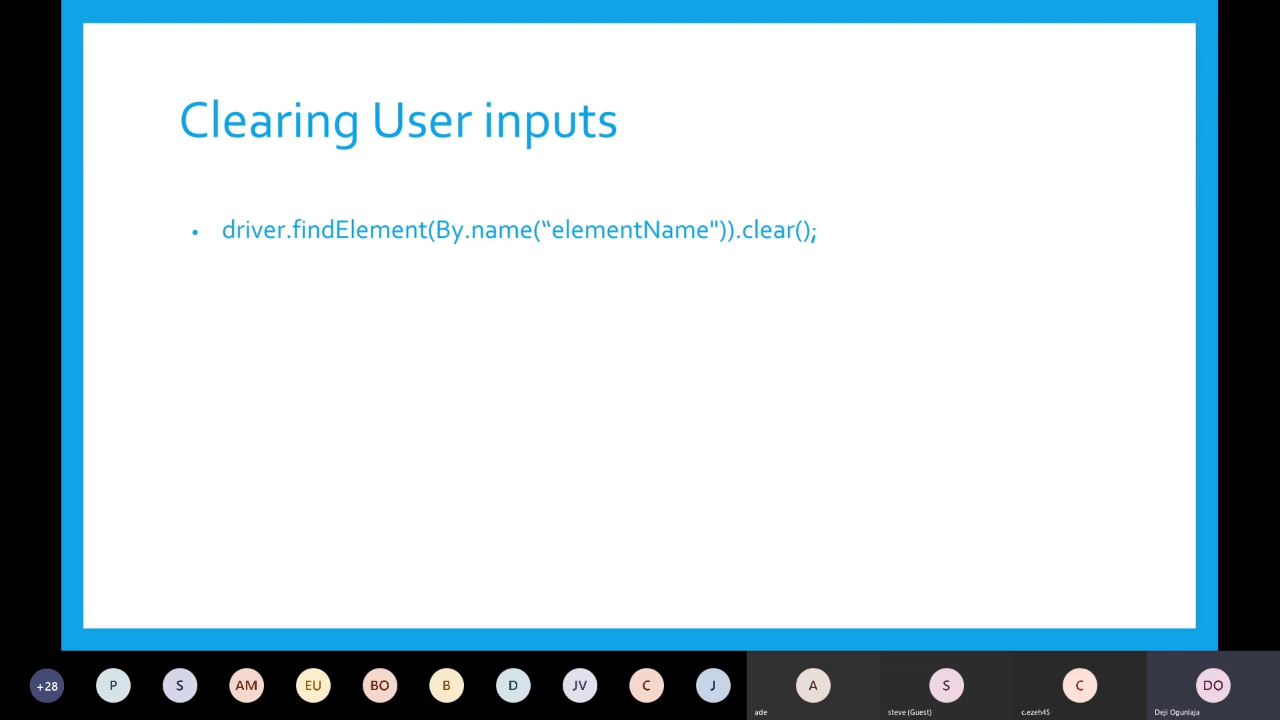 Clearing User inputs
• driver.findElement(By.name(“elementName")).clear();
+28
P
S
AM
EU
BO
B
D
JV
C
J
A
S
C
DO
ade
steve (Guest)
c.ezeh45
Deji Ogunlaja